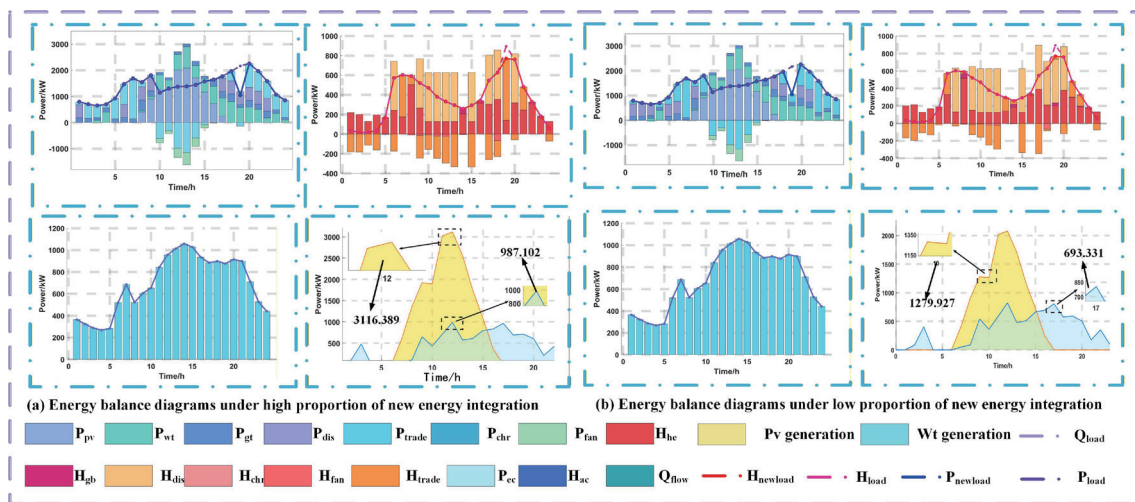 3000
2000
1000
0
-1000
Power/kW
5 10 15 20
Time/h
1000
800
600
400
200
0
-200
-400
Power/kW
0 5 10 15 20
Time/h
3000
2000
1000
0
-1000
Power/kW
5 10 15 20
Time/h
1000
800
600
400
200
0
-200
-400
Power/kW
0 5 10 15 20
Time/h
1200
1000
800
600
400
200
0
Power/kW
0 5 10 15 20
3000
2500
2000
1500
1000
500
Power/kW
12
3116.389
987.102
1000
800
5 10 15 20
Time/h
1200
1000
800
600
400
200
0
Power/kW
0 5 10 15 20
2000
1500
1000
500
0
Power/kW
1350
1150
1279.927
693.331
850
700
17
5 10 15 20
(a) Energy balance diagrams under high proportion of new energy integration
(b) Energy balance diagrams under low proportion of new energy integration
Ppv Pwt Pgt Pdis Ptrade Pchr Pfan Hhe Pv generation Wt generation Qload
Hgb Hdis Hchr Hfan Htrade Pec Hac Qflow Hnewload Hload Pnewload Pload